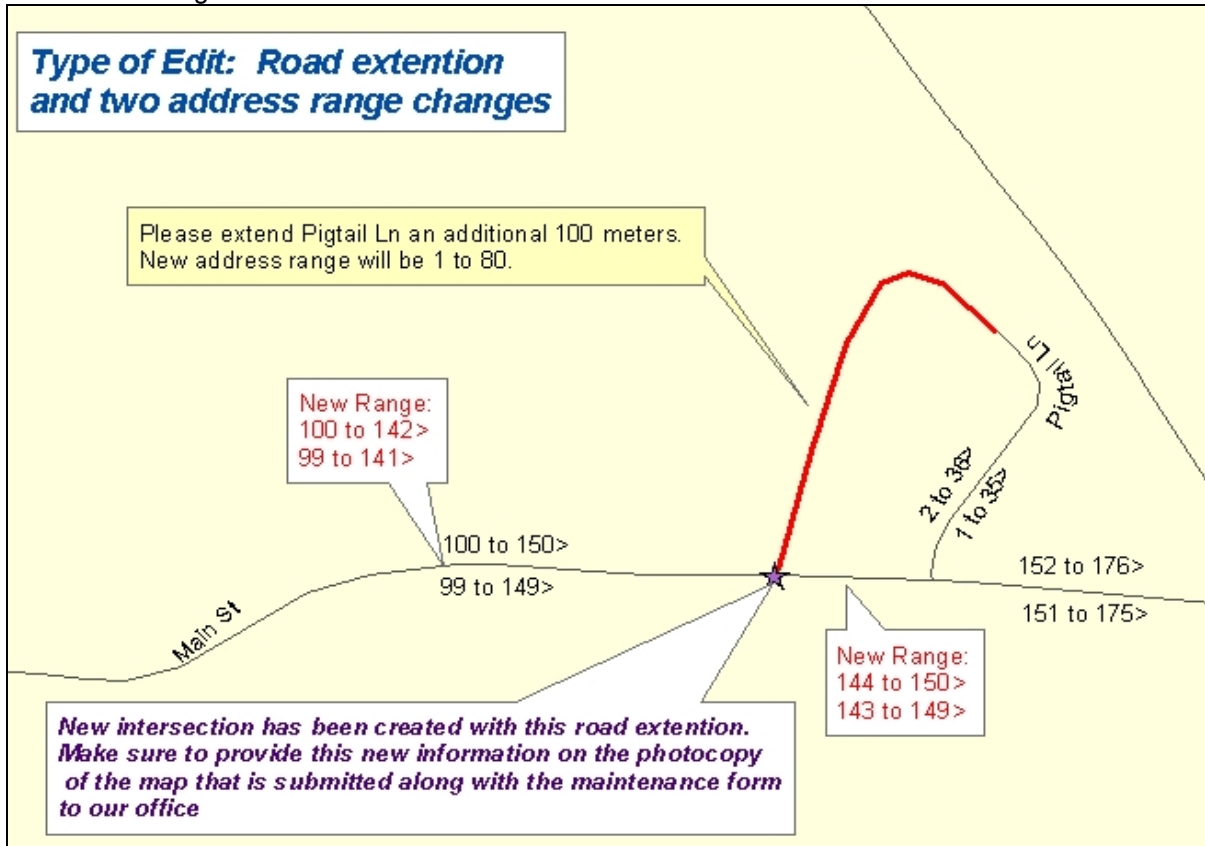 Type of Edit: Road extention
and two address range changes
Please extend Pigtail Ln an additional 100 meters.
New address range will be 1 to 80.
New Range:
100 to 142>
99 to 141>
Pigtail Ln
2 to 36>
1 to 35>
100 to 150>
99 to 149>
152 to 176>
151 to 175>
Main St
New Range:
144 to 150>
143 to 149>
New intersection has been created with this road extention.
Make sure to provide this new information on the photocopy
of the map that is submitted along with the maintenance form
to our office